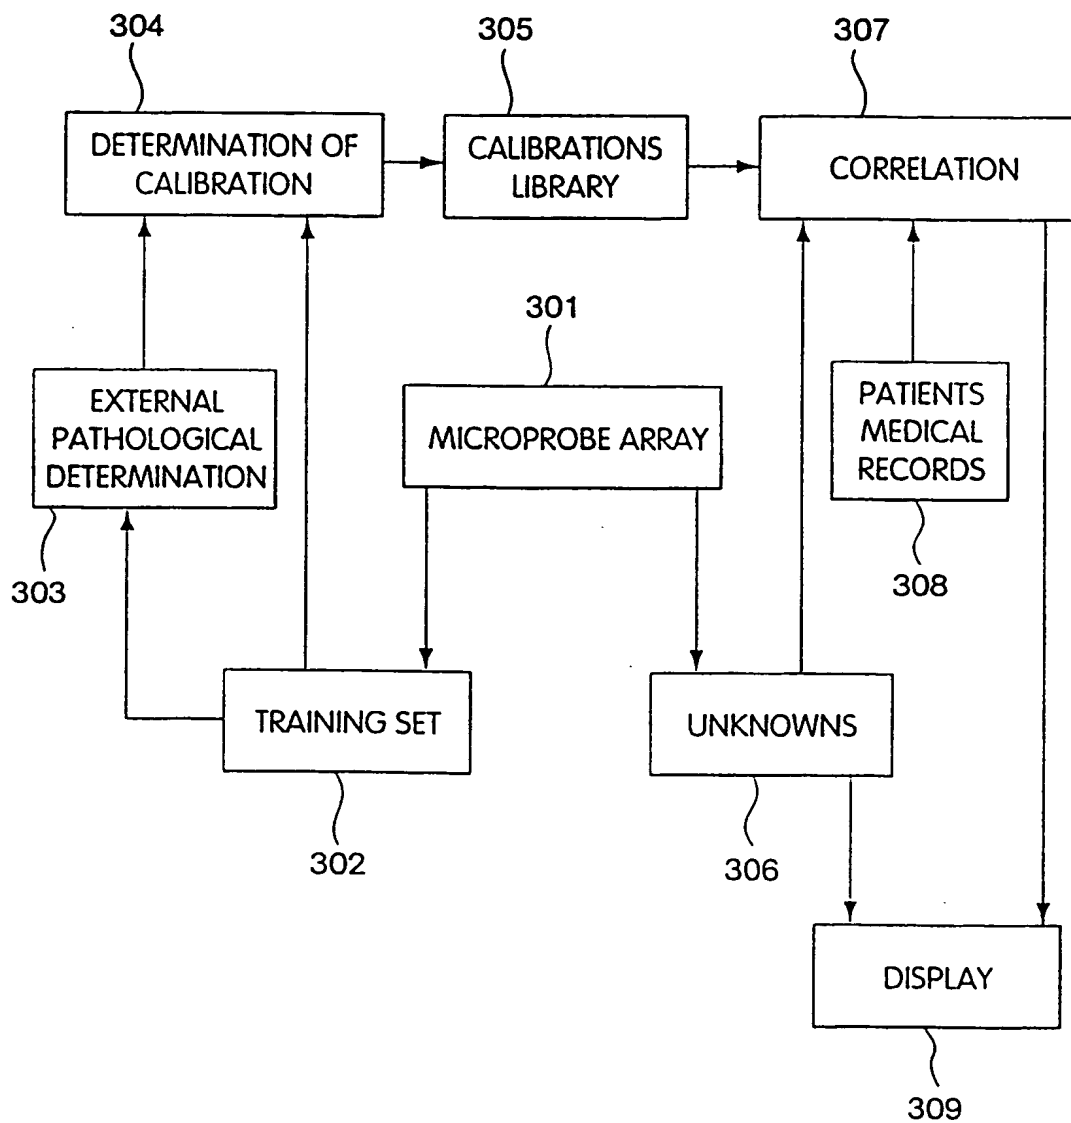 304
305
307
DETERMINATION OF
CALIBRATION
CALIBRATIONS
LIBRARY
CORRELATION
301
EXTERNAL
PATHOLOGICAL
DETERMINATION
MICROPROBE ARRAY
PATIENTS
MEDICAL
RECORDS
303
308
TRAINING SET
UNKNOWNS
302
306
DISPLAY
309